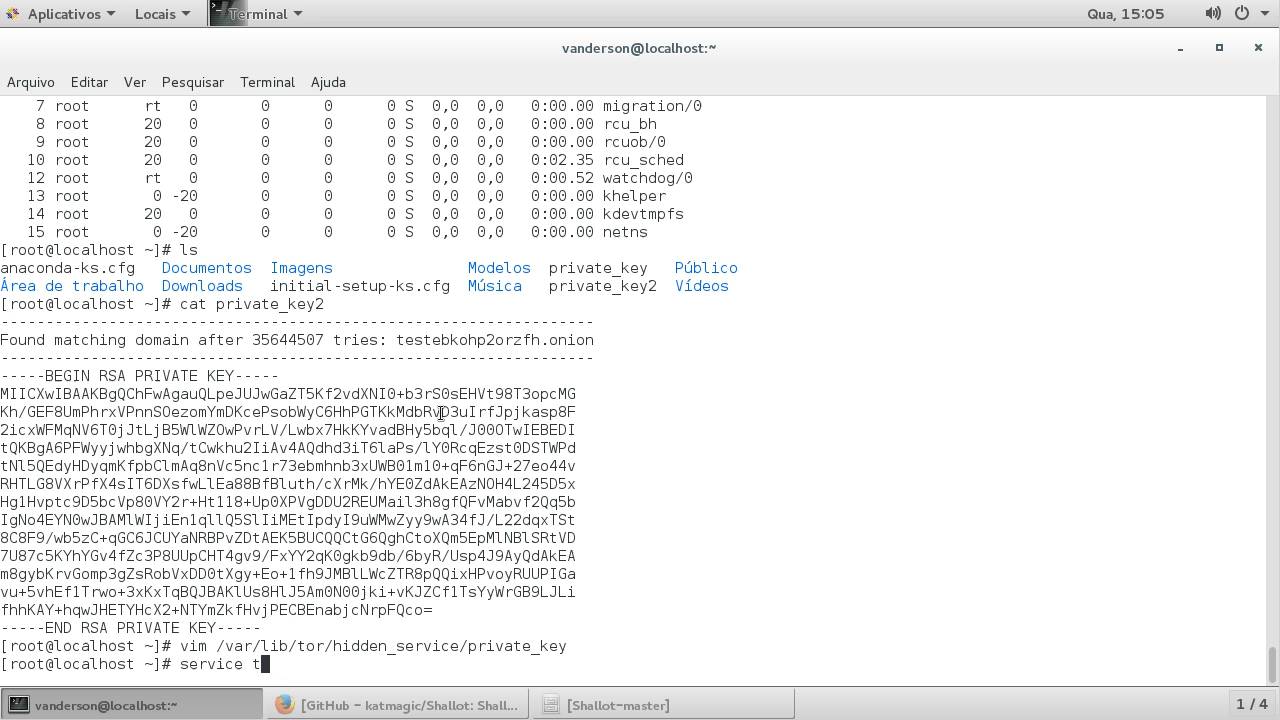 Aplicativos Locais Terminal Qua, 15:05
vanderson@localhost:~
Arquivo Editar Ver Pesquisar Terminal Ajuda
7 root rt 0 0 0 0 S 0,0 0,0 0:00.00 migration/0
8 root 20 0 0 0 0 S 0,0 0,0 0:00.00 rcu_bh
9 root 20 0 0 0 0 S 0,0 0,0 0:00.00 rcuob/0
10 root 20 0 0 0 0 S 0,0 0,0 0:02.35 rcu_sched
12 root rt 0 0 0 0 S 0,0 0,0 0:00.52 watchdog/0
13 root 0 -20 0 0 0 S 0,0 0,0 0:00.00 khelper
14 root 20 0 0 0 0 S 0,0 0,0 0:00.00 kdevtmpfs
15 root 0 -20 0 0 0 S 0,0 0,0 0:00.00 netns
[root@localhost ~]# ls
anaconda-ks.cfg Documentos Imagens Modelos private_key Público
Área de trabalho Downloads initial-setup-ks.cfg Música private_key2 Vídeos
[root@localhost ~]# cat private_key2
------------------------------------------------------------------
Found matching domain after 35644507 tries: testebkohp2orzfh.onion
------------------------------------------------------------------
-----BEGIN RSA PRIVATE KEY-----
MIICXwIBAAKBgQChFwAgauQLpeJUJwGaZT5Kf2vdXNI0+b3rS0sEHVt98T3opcMG
Kh/GEF8UmPhrxVPnnSOezomYmDKcePsobWyC6HhPGTKkMdbRvD3uIrfJpjkasp8F
2icxWFMqNV6T0jJtLjB5WlWZOwPvrLV/Lwbx7HkKYvadBHy5bql/J00OTwIEBEDI
tQKBgA6PFWyyjwhbgXNq/tCwkhu2IiAv4AQdhd3iT6laPs/lY0RcqEzst0DSTWPd
tNl5QEdyHDyqmKfpbClmAq8nVc5nc1r73ebmhnb3xUWB01m10+qF6nGJ+27eo44v
RHTLG8VXrPfX4sIT6DXsfwLlEa88BfBluth/cXrMk/hYE0ZdAkEAzNOH4L245D5x
Hg1Hvptc9D5bcVp80VY2r+Ht118+Up0XPVgDDU2REUMail3h8gfQFvMabvf2Qq5b
IgNo4EYN0wJBAMlWIjiEn1qllQ5SlIiMEtIpdyI9uWMwZyy9wA34fJ/L22dqxTSt
8C8F9/wb5zC+qGC6JCUYaNRBPvZDtAEK5BUCQQCtG6QghCtoXQm5EpMlNBlSRtVD
7U87c5KYhYGv4fZc3P8UUpCHT4gv9/FxYY2qK0gkb9db/6byR/Usp4J9AyQdAkEA
m8gybKrvGomp3gZsRobVxDD0tXgy+Eo+1fh9JMBlLWcZTR8pQQixHPvoyRUUPIGa
vu+5vhEf1Trwo+3xKxTqBQJBAKlUs8HlJ5Am0N00jki+vKJZCf1TsYyWrGB9LJLi
fhhKAY+hqwJHETYHcX2+NTYmZkfHvjPECBEnabjcNrpFQco=
-----END RSA PRIVATE KEY-----
[root@localhost ~]# vim /var/lib/tor/hidden_service/private_key
[root@localhost ~]# service t
vanderson@localhost:~ [GitHub – katmagic/Shallot: Shall... [Shallot-master] 1 / 4